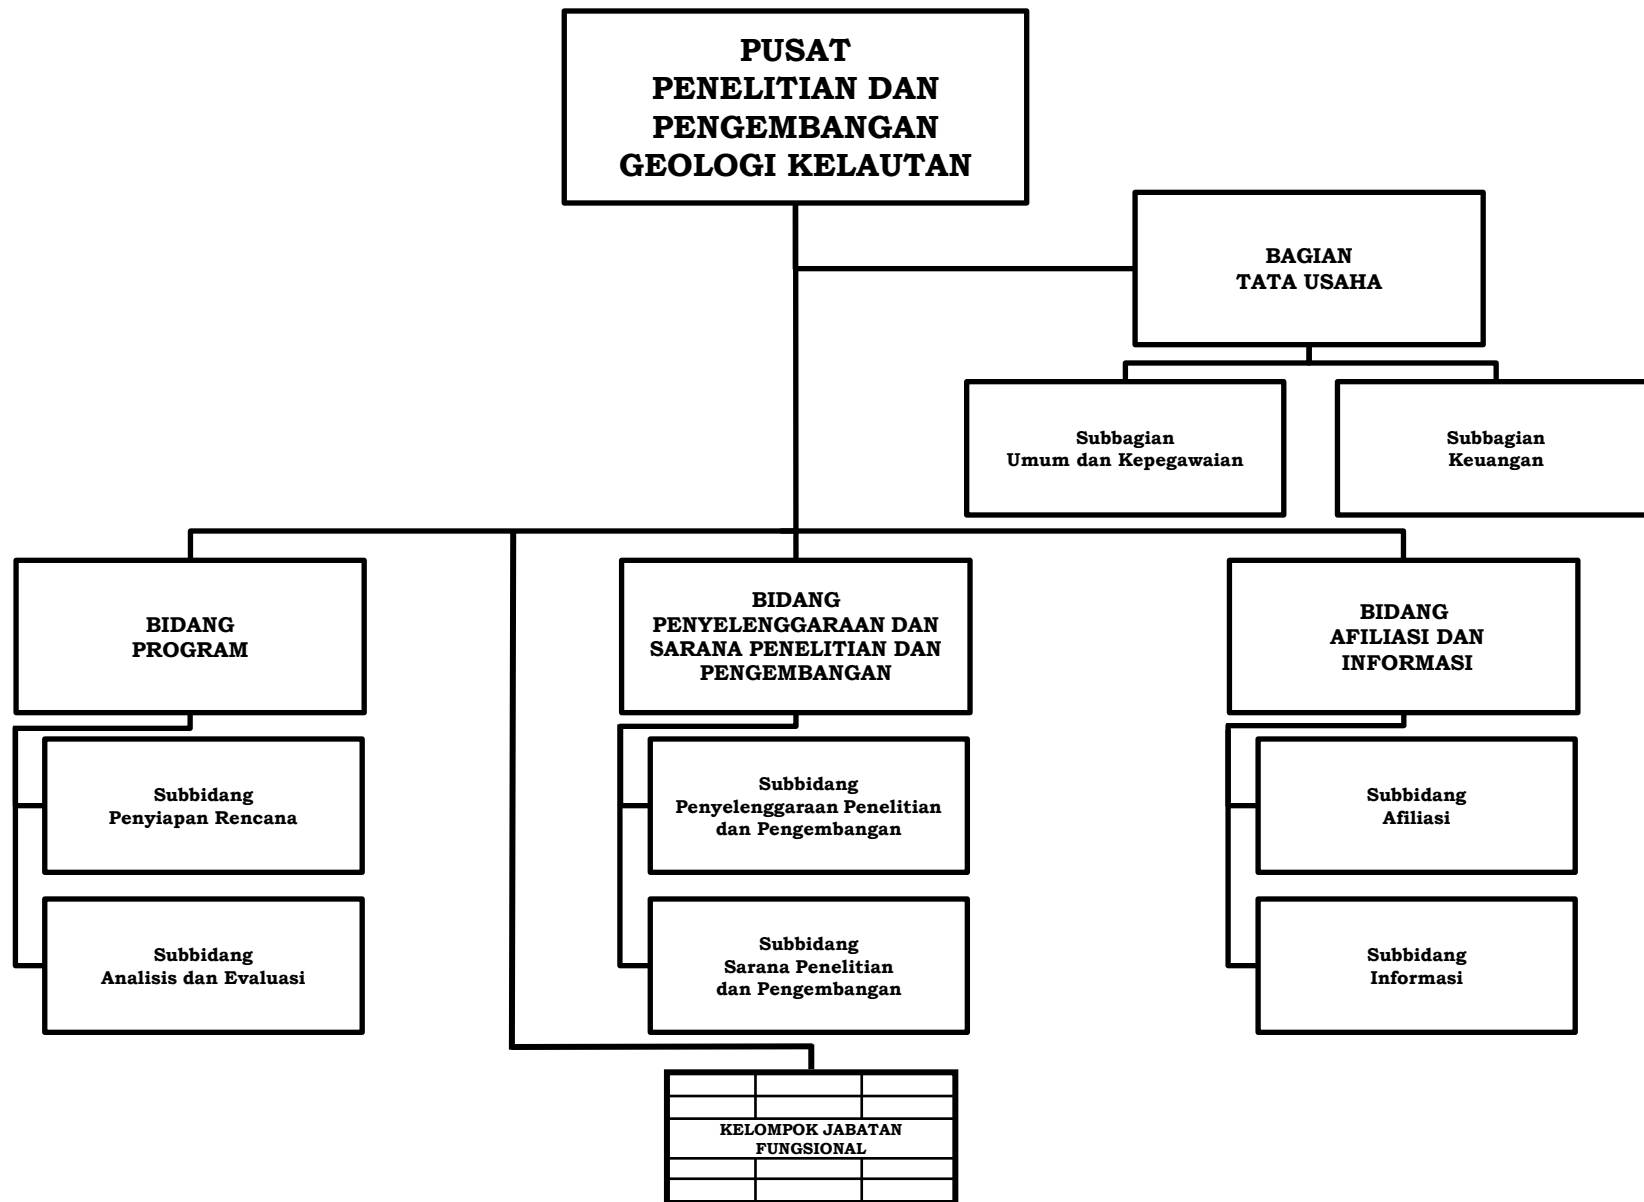 PUSAT
PENELITIAN DAN
PENGEMBANGAN
GEOLOGI KELAUTAN
BAGIAN
TATA USAHA
Subbagian
Umum dan Kepegawaian
Subbagian
Keuangan
BIDANG
PROGRAM
BIDANG
PENYELENGGARAAN DAN
SARANA PENELITIAN DAN
PENGEMBANGAN
BIDANG
AFILIASI DAN
INFORMASI
Subbidang
Penyiapan Rencana
Subbidang
Penyelenggaraan Penelitian
dan Pengembangan
Subbidang
Afiliasi
Subbidang
Analisis dan Evaluasi
Subbidang
Sarana Penelitian
dan Pengembangan
Subbidang
Informasi
KELOMPOK JABATAN
FUNGSIONAL